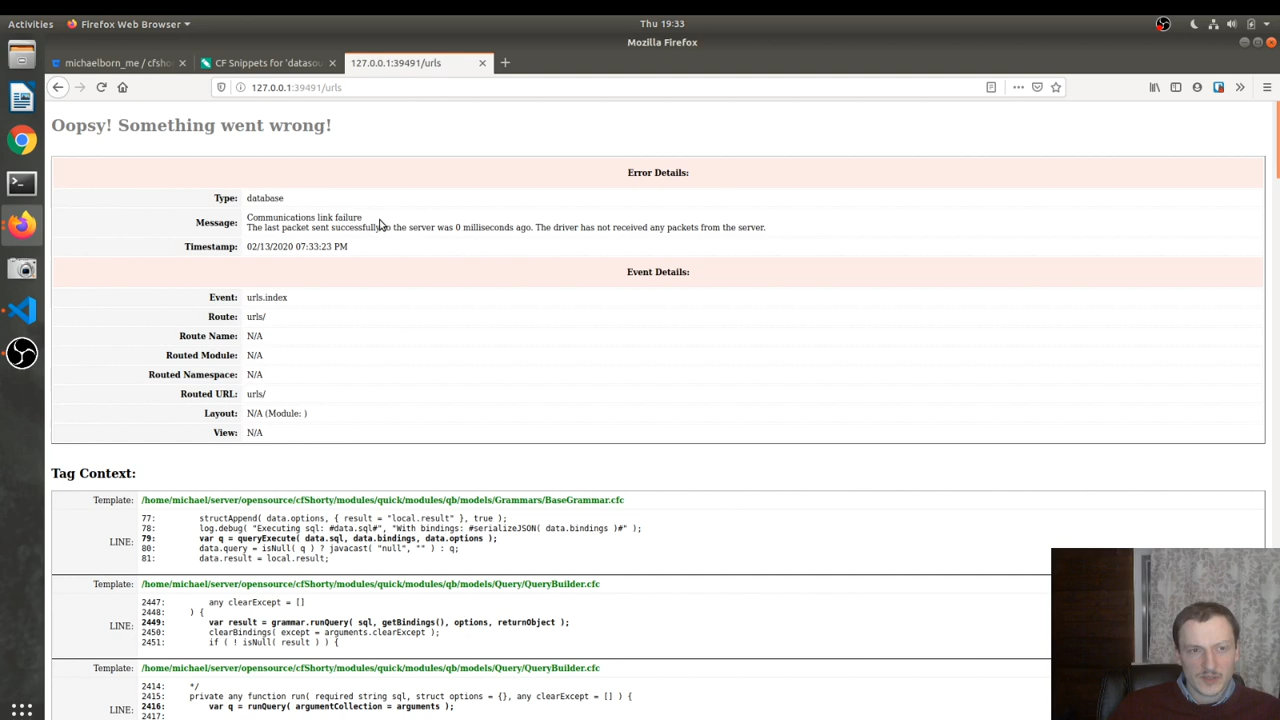 Activities
Firefox Web Browser
Thu 19:33
Mozilla Firefox
michaelborn_me / cfsho
CF Snippets for 'datasou
127.0.0.1:39491/urls
127.0.0.1:39491/urls
Oopsy! Something went wrong!
Error Details:
Type: database
Message: Communications link failure
The last packet sent successfully to the server was 0 milliseconds ago. The driver has not received any packets from the server.
Timestamp: 02/13/2020 07:33:23 PM
Event Details:
Event: urls.index
Route: urls/
Route Name: N/A
Routed Module: N/A
Routed Namespace: N/A
Routed URL: urls/
Layout: N/A (Module: )
View: N/A
Tag Context:
Template: /home/michael/server/opensource/cfShorty/modules/quick/modules/qb/models/Grammars/BaseGrammar.cfc
77: structAppend( data.options, { result = "local.result" }, true );
78: log.debug( "Executing sql: #data.sql#", "With bindings: #serializeJSON( data.bindings )#" );
LINE: 79: var q = queryExecute( data.sql, data.bindings, data.options );
80: data.query = isNull( q ) ? javacast( "null", "" ) : q;
81: data.result = local.result;
Template: /home/michael/server/opensource/cfShorty/modules/quick/modules/qb/models/Query/QueryBuilder.cfc
2447: any clearExcept = []
2448: ) {
LINE: 2449: var result = grammar.runQuery( sql, getBindings(), options, returnObject );
2450: clearBindings( except = arguments.clearExcept );
2451: if ( ! isNull( result ) ) {
Template: /home/michael/server/opensource/cfShorty/modules/quick/modules/qb/models/Query/QueryBuilder.cfc
2414: */
2415: private any function run( required string sql, struct options = {}, any clearExcept = [] ) {
LINE: 2416: var q = runQuery( argumentCollection = arguments );
2417: